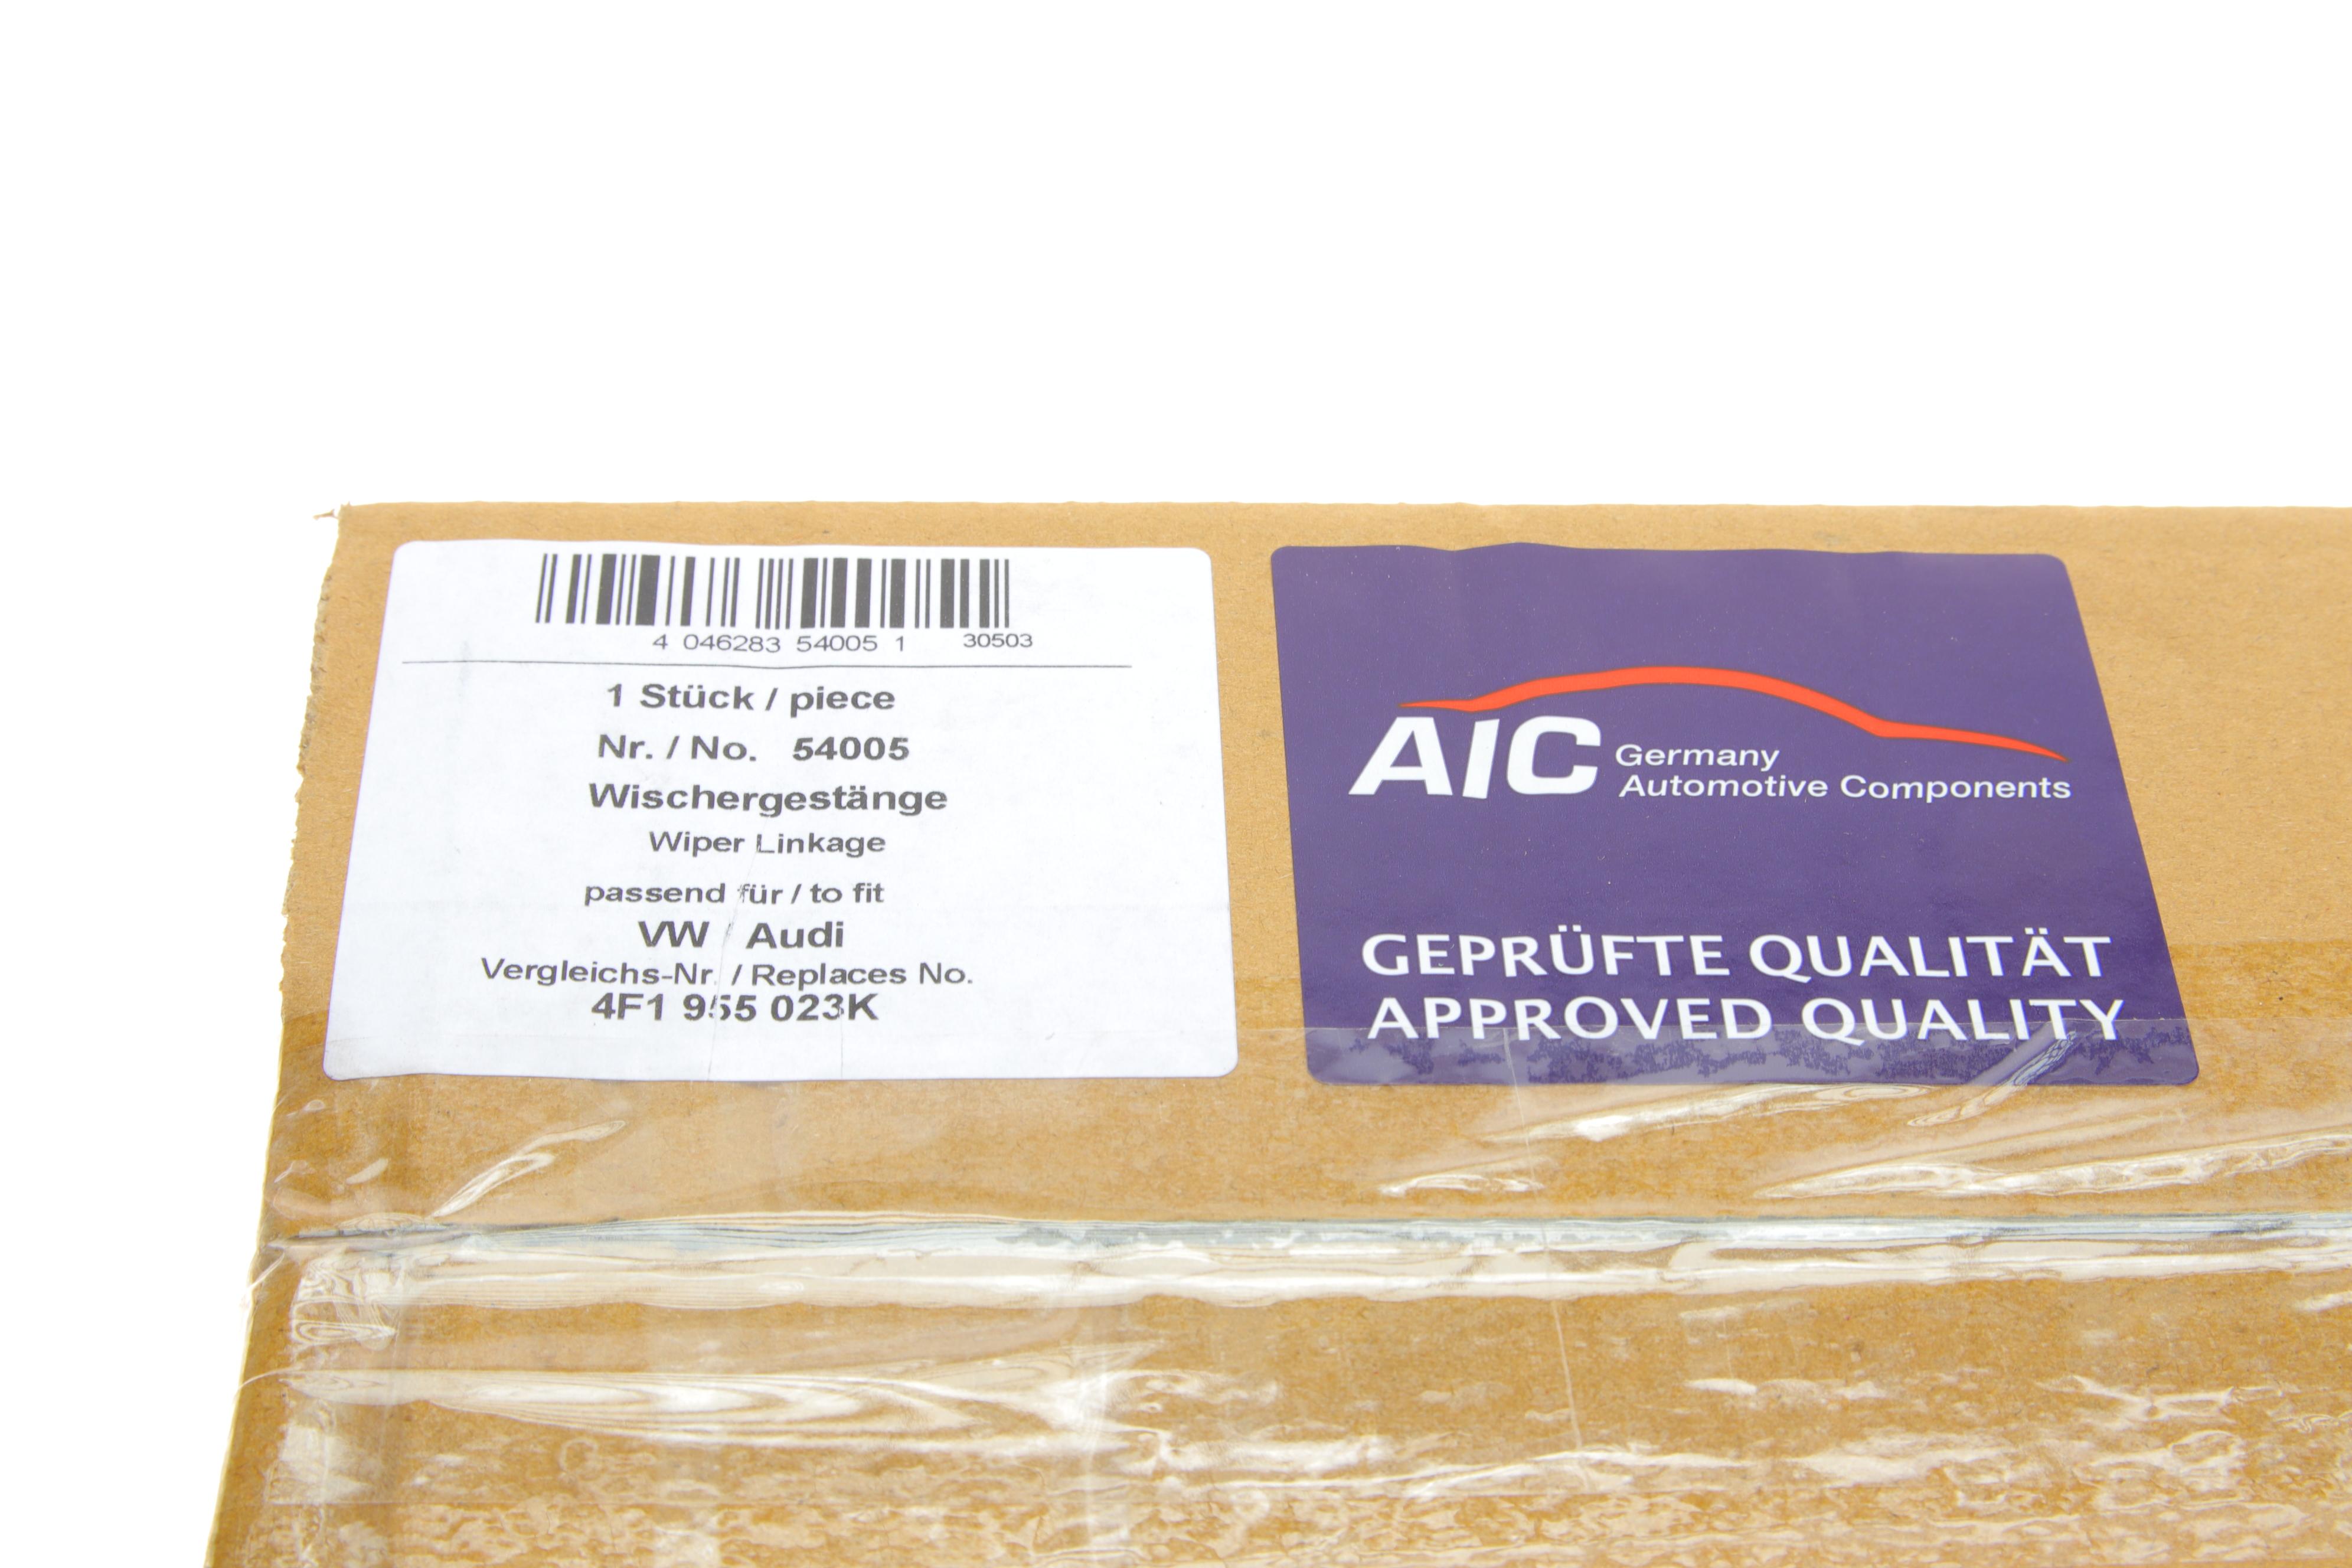 4 046283 54005 1 30503
1 Stück / piece
Nr. / No. 54005
Wischergestänge
Wiper Linkage
passend für / to fit
VW / Audi
Vergleichs-Nr. / Replaces No.
4F1 955 023K
AIC Germany
Automotive Components
GEPRÜFTE QUALITÄT
APPROVED QUALITY